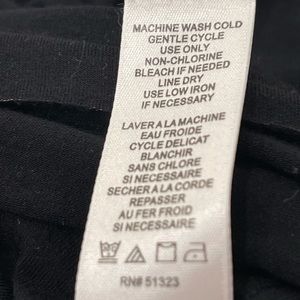 MACHINE WASH COLD
GENTLE CYCLE
USE ONLY
NON-CHLORINE
BLEACH IF NEEDED
LINE DRY
USE LOW IRON
IF NECESSARY
LAVER A LA MACHINE
EAU FROIDE
CYCLE DELICAT
BLANCHIR
SANS CHLORE
SI NECESSAIRE
SECHER A LA CORDE
REPASSER
AU FER FROID
SI NECESSAIRE
RN# 51323